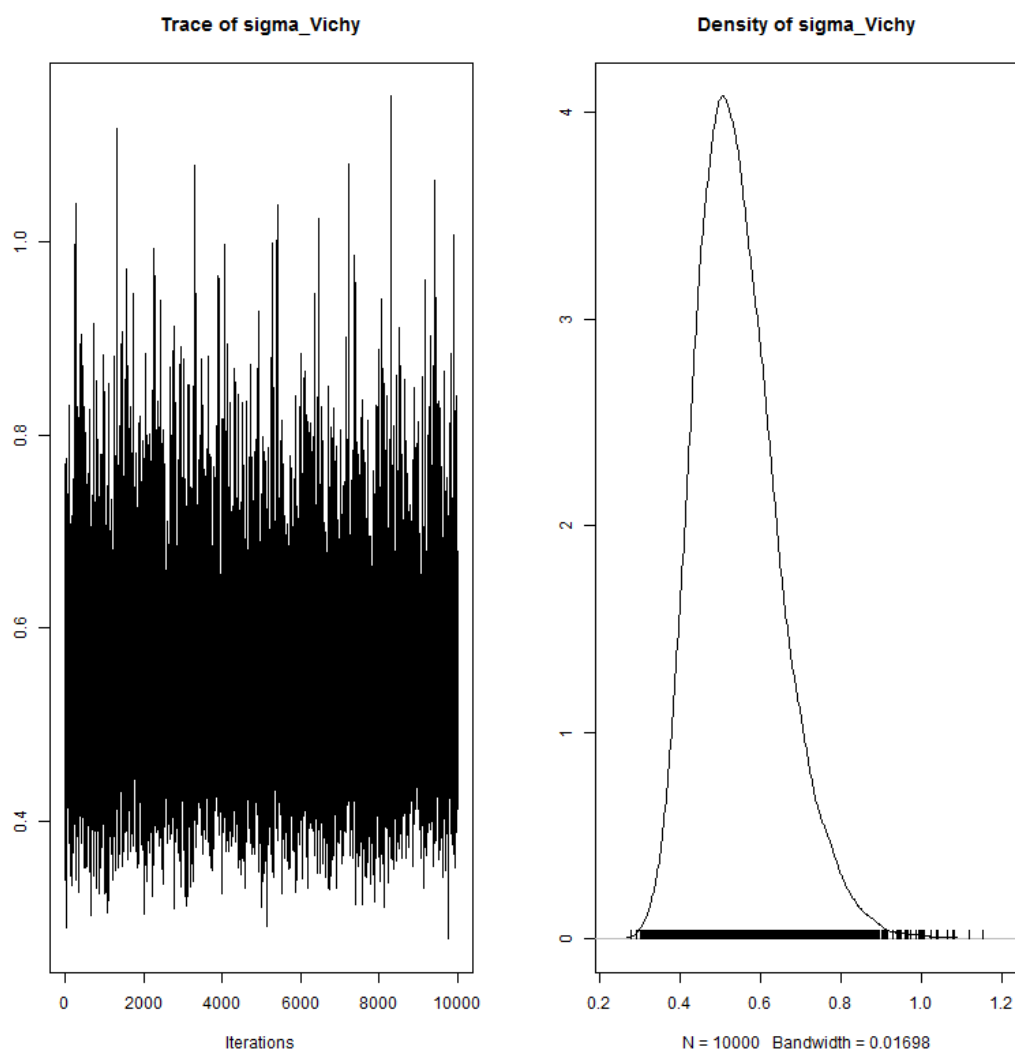 Trace of sigma_Vichy
1.0
0.8
0.6
0.4
0 2000 4000 6000 8000 10000
Iterations
Density of sigma_Vichy
4
3
2
1
0
0.2 0.4 0.6 0.8 1.0 1.2
N = 10000 Bandwidth = 0.01698